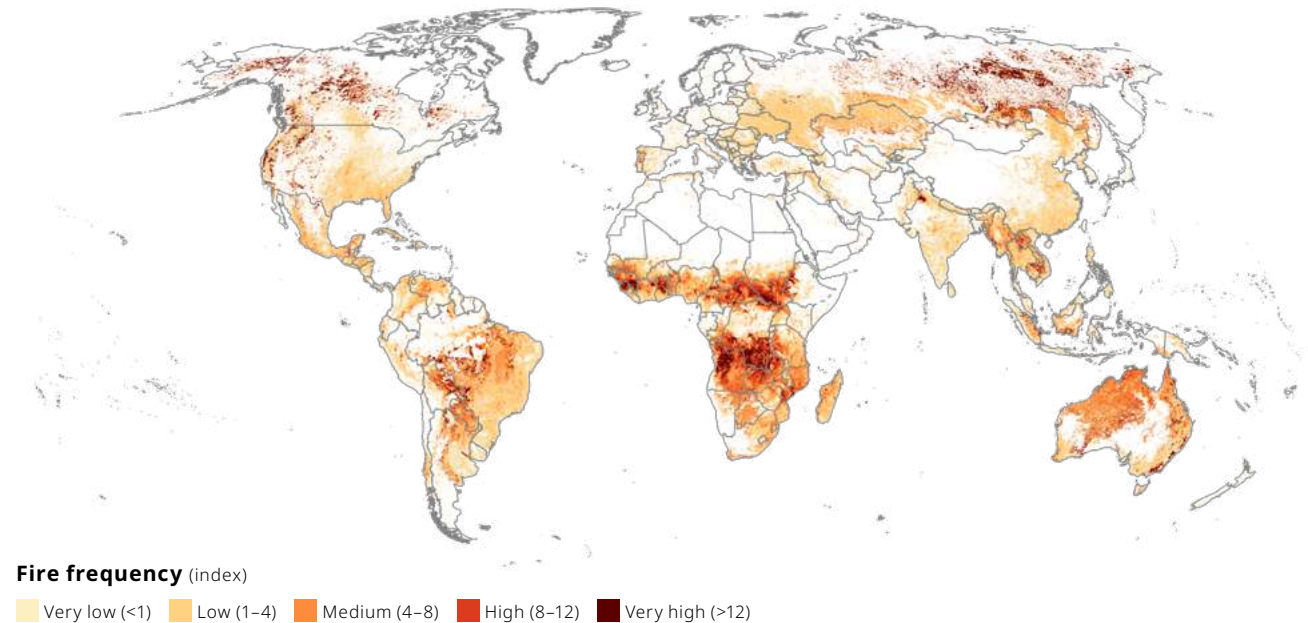 Fire frequency (index)
Very low (<1) Low (1–4) Medium (4–8) High (8–12) Very high (>12)